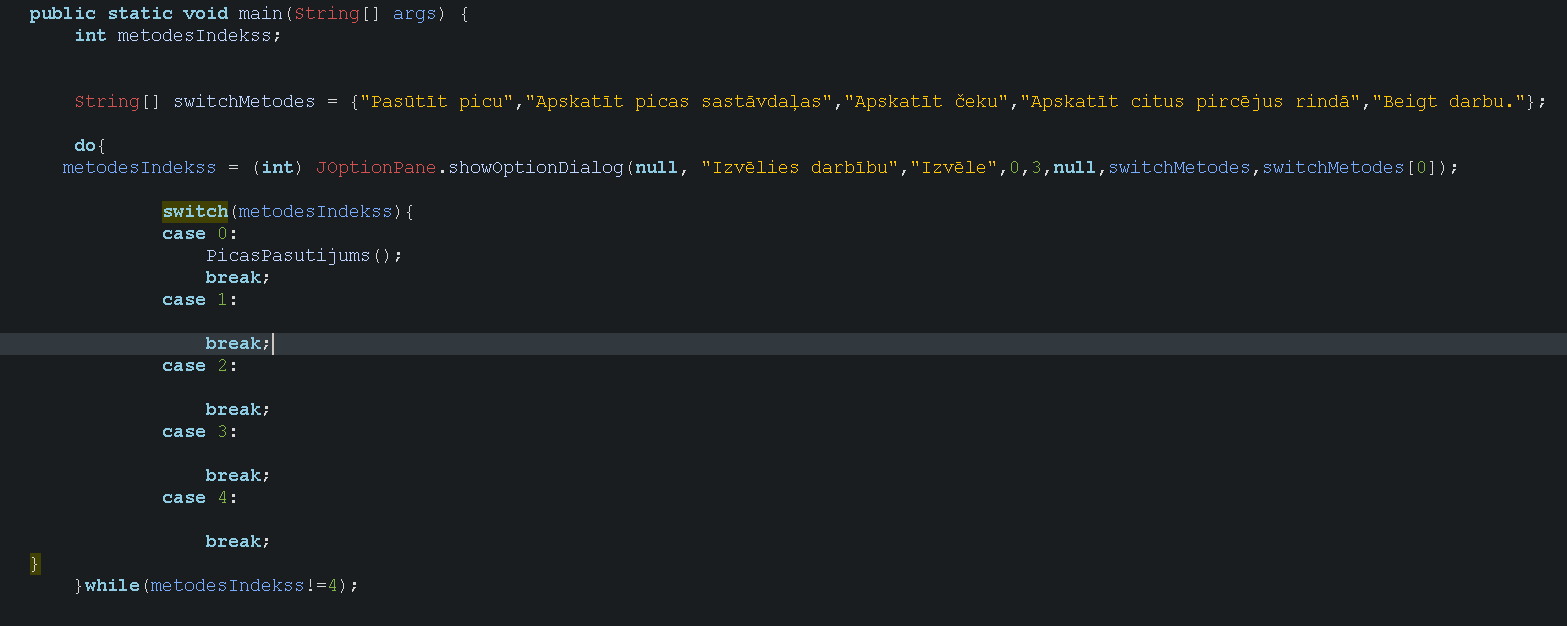 public static void main(String[] args) {
int metodesIndekss;
String[] switchMetodes = {"Pasūtīt picu","Apskatīt picas sastāvdaļas","Apskatīt čeku","Apskatīt citus pircējus rindā","Beigt darbu."};
do{
metodesIndekss = (int) JOptionPane.showOptionDialog(null, "Izvēlies darbību","Izvēle",0,3,null,switchMetodes,switchMetodes[0]);
switch(metodesIndekss){
case 0:
PicasPasutijums();
break;
case 1:
break;
case 2:
break;
case 3:
break;
case 4:
break;
}
}while(metodesIndekss!=4);